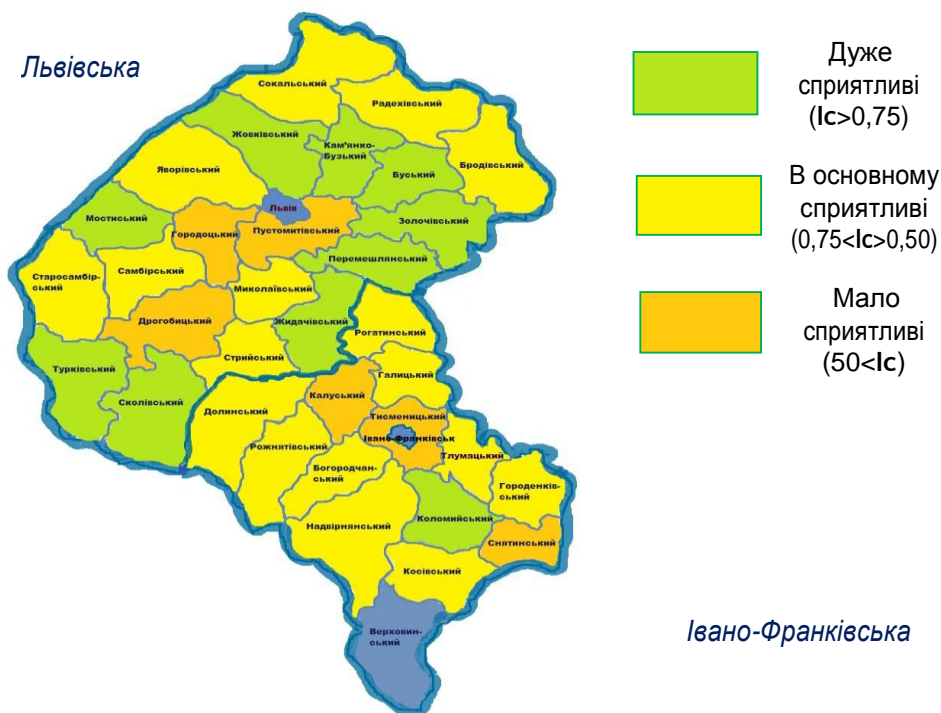 Львівська
Дуже
сприятливі
(Іс>0,75)
В основному
сприятливі
(0,75<Іс>0,50)
Мало
сприятливі
(50<Іс)
Сокальський
Радехівський
Жовківський
Кам'янко-
Бузький
Бродівський
Яворівський
Буський
Мостиський
Львів
Золочівський
Городоцький
Пустомитівський
Перемешлянський
Старосамбір-
ський
Самбірський
Миколаївський
Дрогобицький
Жидачівський
Рогатинський
Стрийський
Турківський
Галицький
Сколівський
Калуський
Долинський
Тисменицький
Івано-Франківськ
Рожнятівський
Тлумацький
Богородчан-
ський
Городенків-
ський
Надвірнянський
Коломийський
Снятинський
Косівський
Верховин-
ський
Івано-Франківська